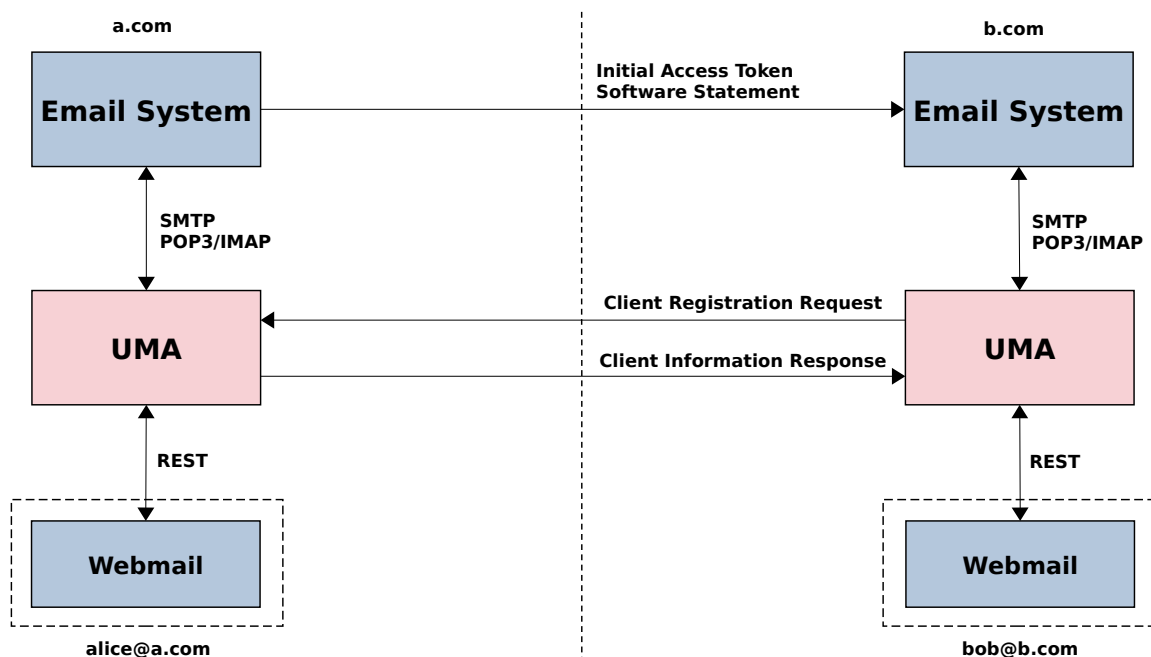 a.com
b.com
Email System
Initial Access Token
Software Statement
Email System
SMTP
POP3/IMAP
SMTP
POP3/IMAP
UMA
Client Registration Request
Client Information Response
UMA
REST
REST
Webmail
Webmail
alice@a.com
bob@b.com